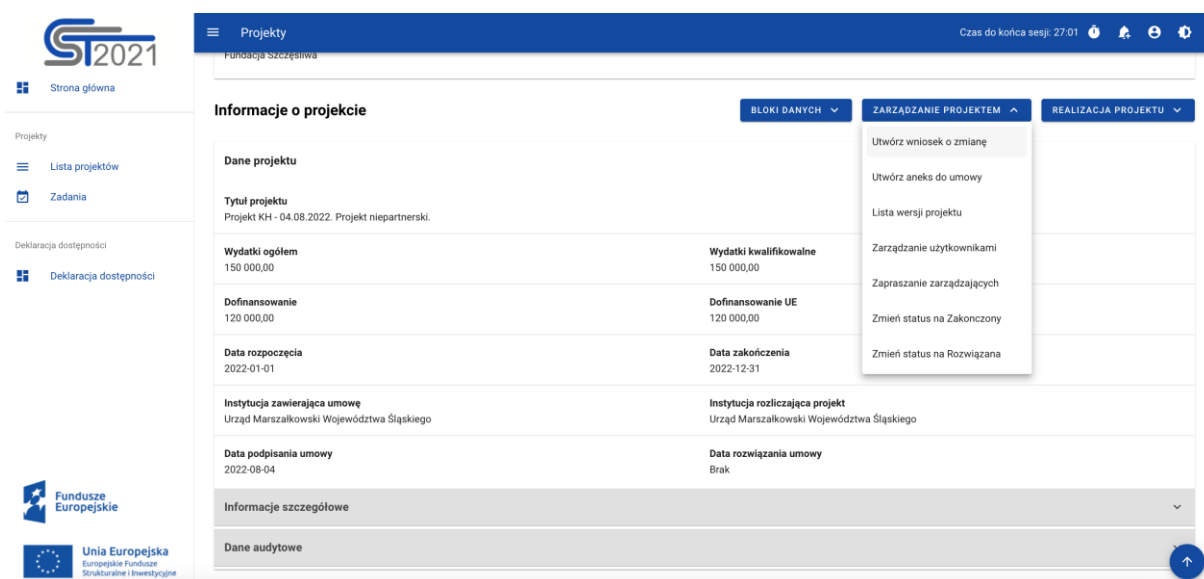 CST2021
Strona główna
Projekty
Lista projektów
Zadania
Deklaracja dostępności
Deklaracja dostępności
Fundusze
Europejskie
Unia Europejska
Europejskie Fundusze
Strukturalne i Inwestycyjne
Projekty
Czas do końca sesji: 27:01
Fundacja Szczęśliwa
Informacje o projekcie
BLOKI DANYCH
ZARZĄDZANIE PROJEKTEM
REALIZACJA PROJEKTU
Utwórz wniosek o zmianę
Utwórz aneks do umowy
Lista wersji projektu
Zarządzanie użytkownikami
Zapraszanie zarządzających
Zmień status na Zakonczony
Zmień status na Rozwiązana
Dane projektu
Tytuł projektu
Projekt KH - 04.08.2022. Projekt niepartnerski.
Wydatki ogółem
150 000,00
Wydatki kwalifikowalne
150 000,00
Dofinansowanie
120 000,00
Dofinansowanie UE
120 000,00
Data rozpoczęcia
2022-01-01
Data zakończenia
2022-12-31
Instytucja zawierająca umowę
Urząd Marszałkowski Województwa Śląskiego
Instytucja rozliczająca projekt
Urząd Marszałkowski Województwa Śląskiego
Data podpisania umowy
2022-08-04
Data rozwiązania umowy
Brak
Informacje szczegółowe
Dane audytowe